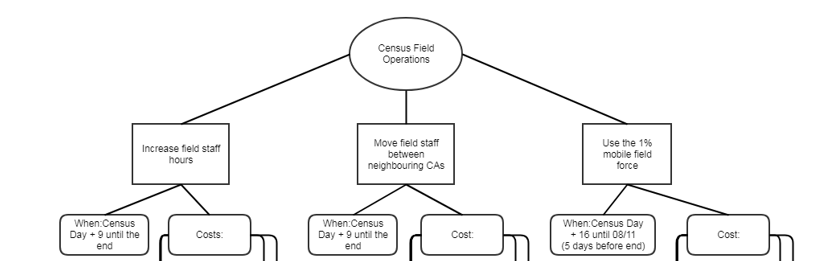 Census Field
Operations
Increase field staff
hours
Move field staff
between
neighbouring CAs
Use the 1%
mobile field
force
When:Census
Day + 9 until the
end
Costs:
When:Census
Day + 9 until the
end
Cost:
When:Census Day
+ 16 until 08/11
(5 days before end)
Cost: